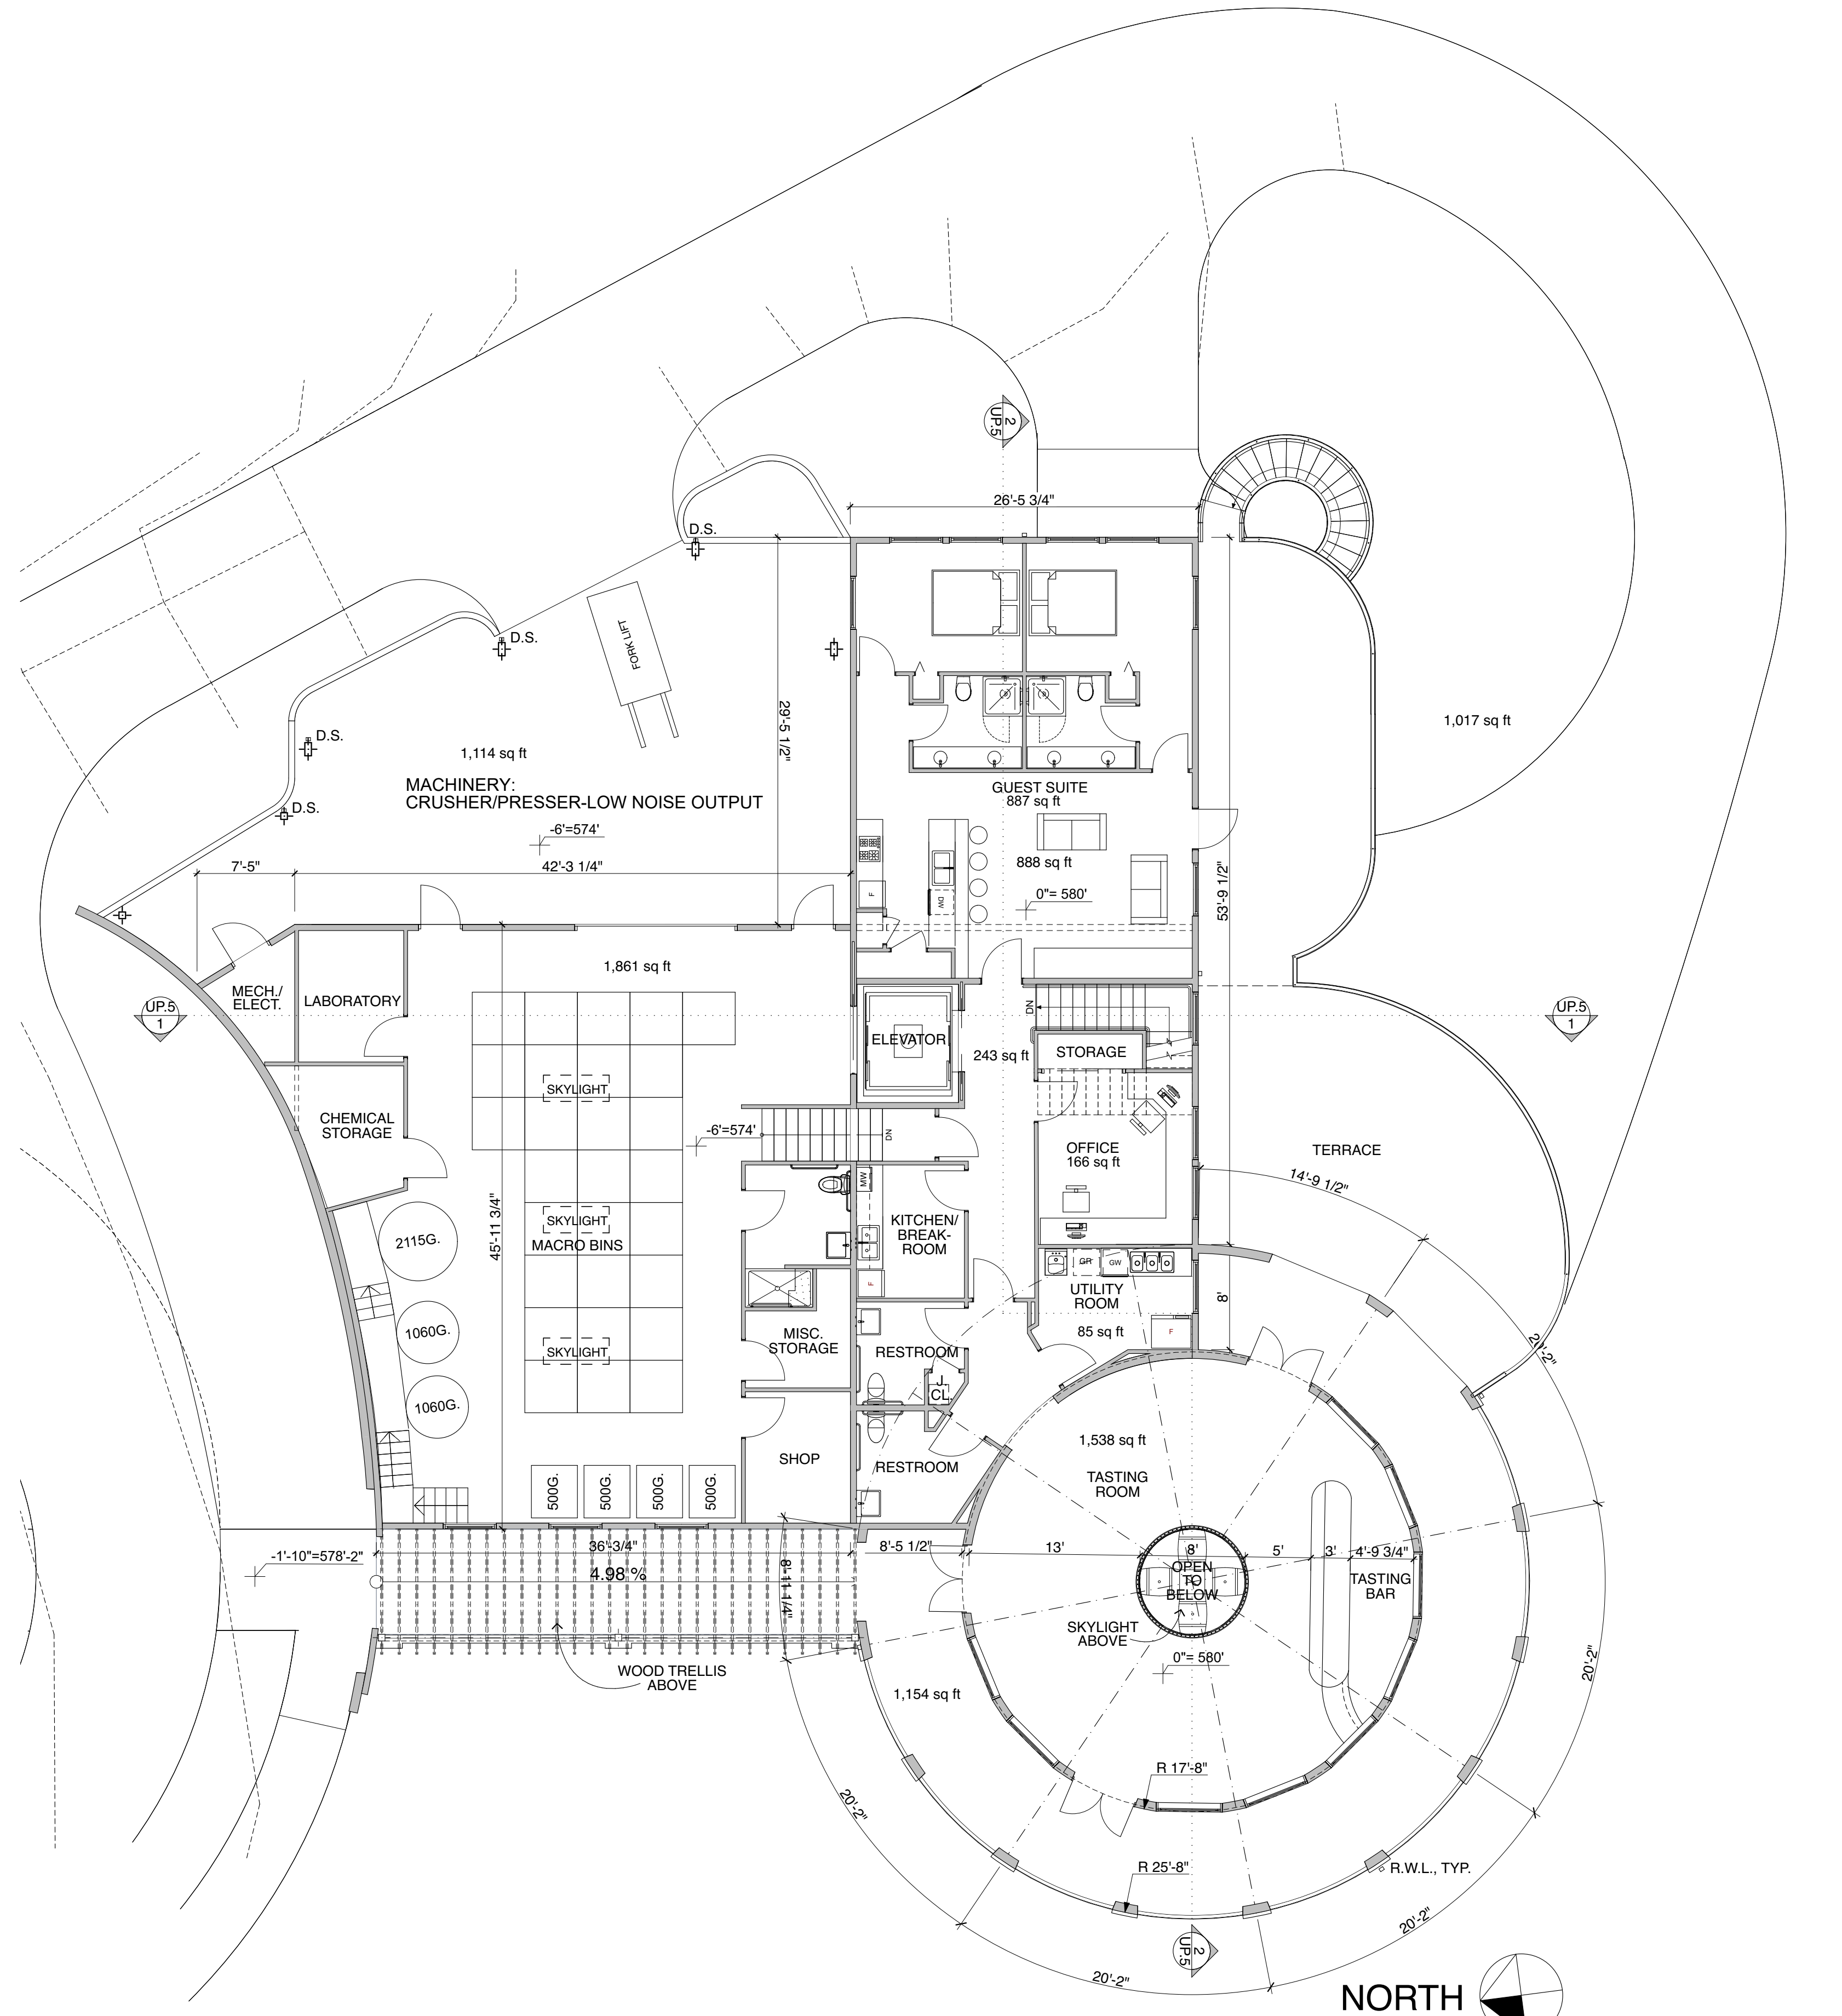 2
UP.5
26'-5 3/4"
D.S.
D.S.
FORK LIFT
29'-5 1/2"
D.S.
1,017 sq ft
1,114 sq ft
MACHINERY:
CRUSHER/PRESSER-LOW NOISE OUTPUT
GUEST SUITE
887 sq ft
D.S.
-6'=574'
7'-5"
42'-3 1/4"
888 sq ft
F
DW
0"= 580'
53'-9 1/2"
1,861 sq ft
MECH./
ELECT.
LABORATORY
UP.5
1
DN
UP.5
1
ELEVATOR
243 sq ft
STORAGE
SKYLIGHT
CHEMICAL
STORAGE
-6'=574'
DN
OFFICE
166 sq ft
TERRACE
14'-9 1/2"
MW
2115G.
45'-11 3/4"
SKYLIGHT
MACRO BINS
KITCHEN/
BREAK-
ROOM
GR
GW
F
UTILITY
ROOM
8'
1060G.
MISC.
STORAGE
85 sq ft
F
SKYLIGHT
RESTROOM
20'-2"
J.
CL.
1060G.
1,538 sq ft
SHOP
RESTROOM
TASTING
ROOM
500G.
500G.
500G.
500G.
-1'-10"=578'-2"
36'-3/4"
8'-5 1/2"
13'
8'
5'
3'
4'-9 3/4"
4.98 %
8'-11 1/4"
OPEN
TO
BELOW
TASTING
BAR
SKYLIGHT
ABOVE
0"= 580'
WOOD TRELLIS
ABOVE
20'-2"
1,154 sq ft
R 17'-8"
20'-2"
R 25'-8"
R.W.L., TYP.
20'-2"
2
UP.5
20'-2"
NORTH